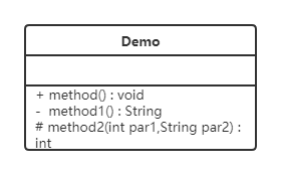 Demo
+ method() : void
- method1() : String
# method2(int par1,String par2) :
int